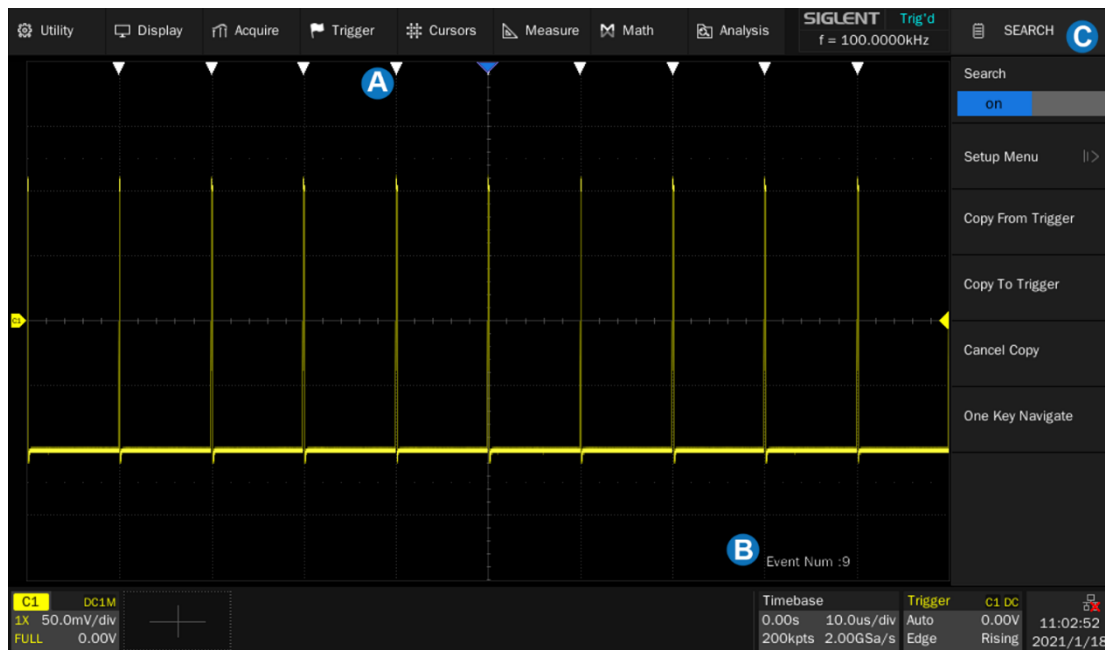 Utility
Display
Acquire
Trigger
Cursors
Measure
Math
Analysis
SIGLENT Trig'd
f = 100.0000kHz
SEARCH
C
A
Search
on
Setup Menu
Copy From Trigger
Copy To Trigger
Cancel Copy
One Key Navigate
C1
B
Event Num :9
C1 DC1M
1X 50.0mV/div
FULL 0.00V
Timebase
0.00s 10.0us/div
200kpts 2.00GSa/s
Trigger C1 DC
Auto 0.00V
Edge Rising
11:02:52
2021/1/18